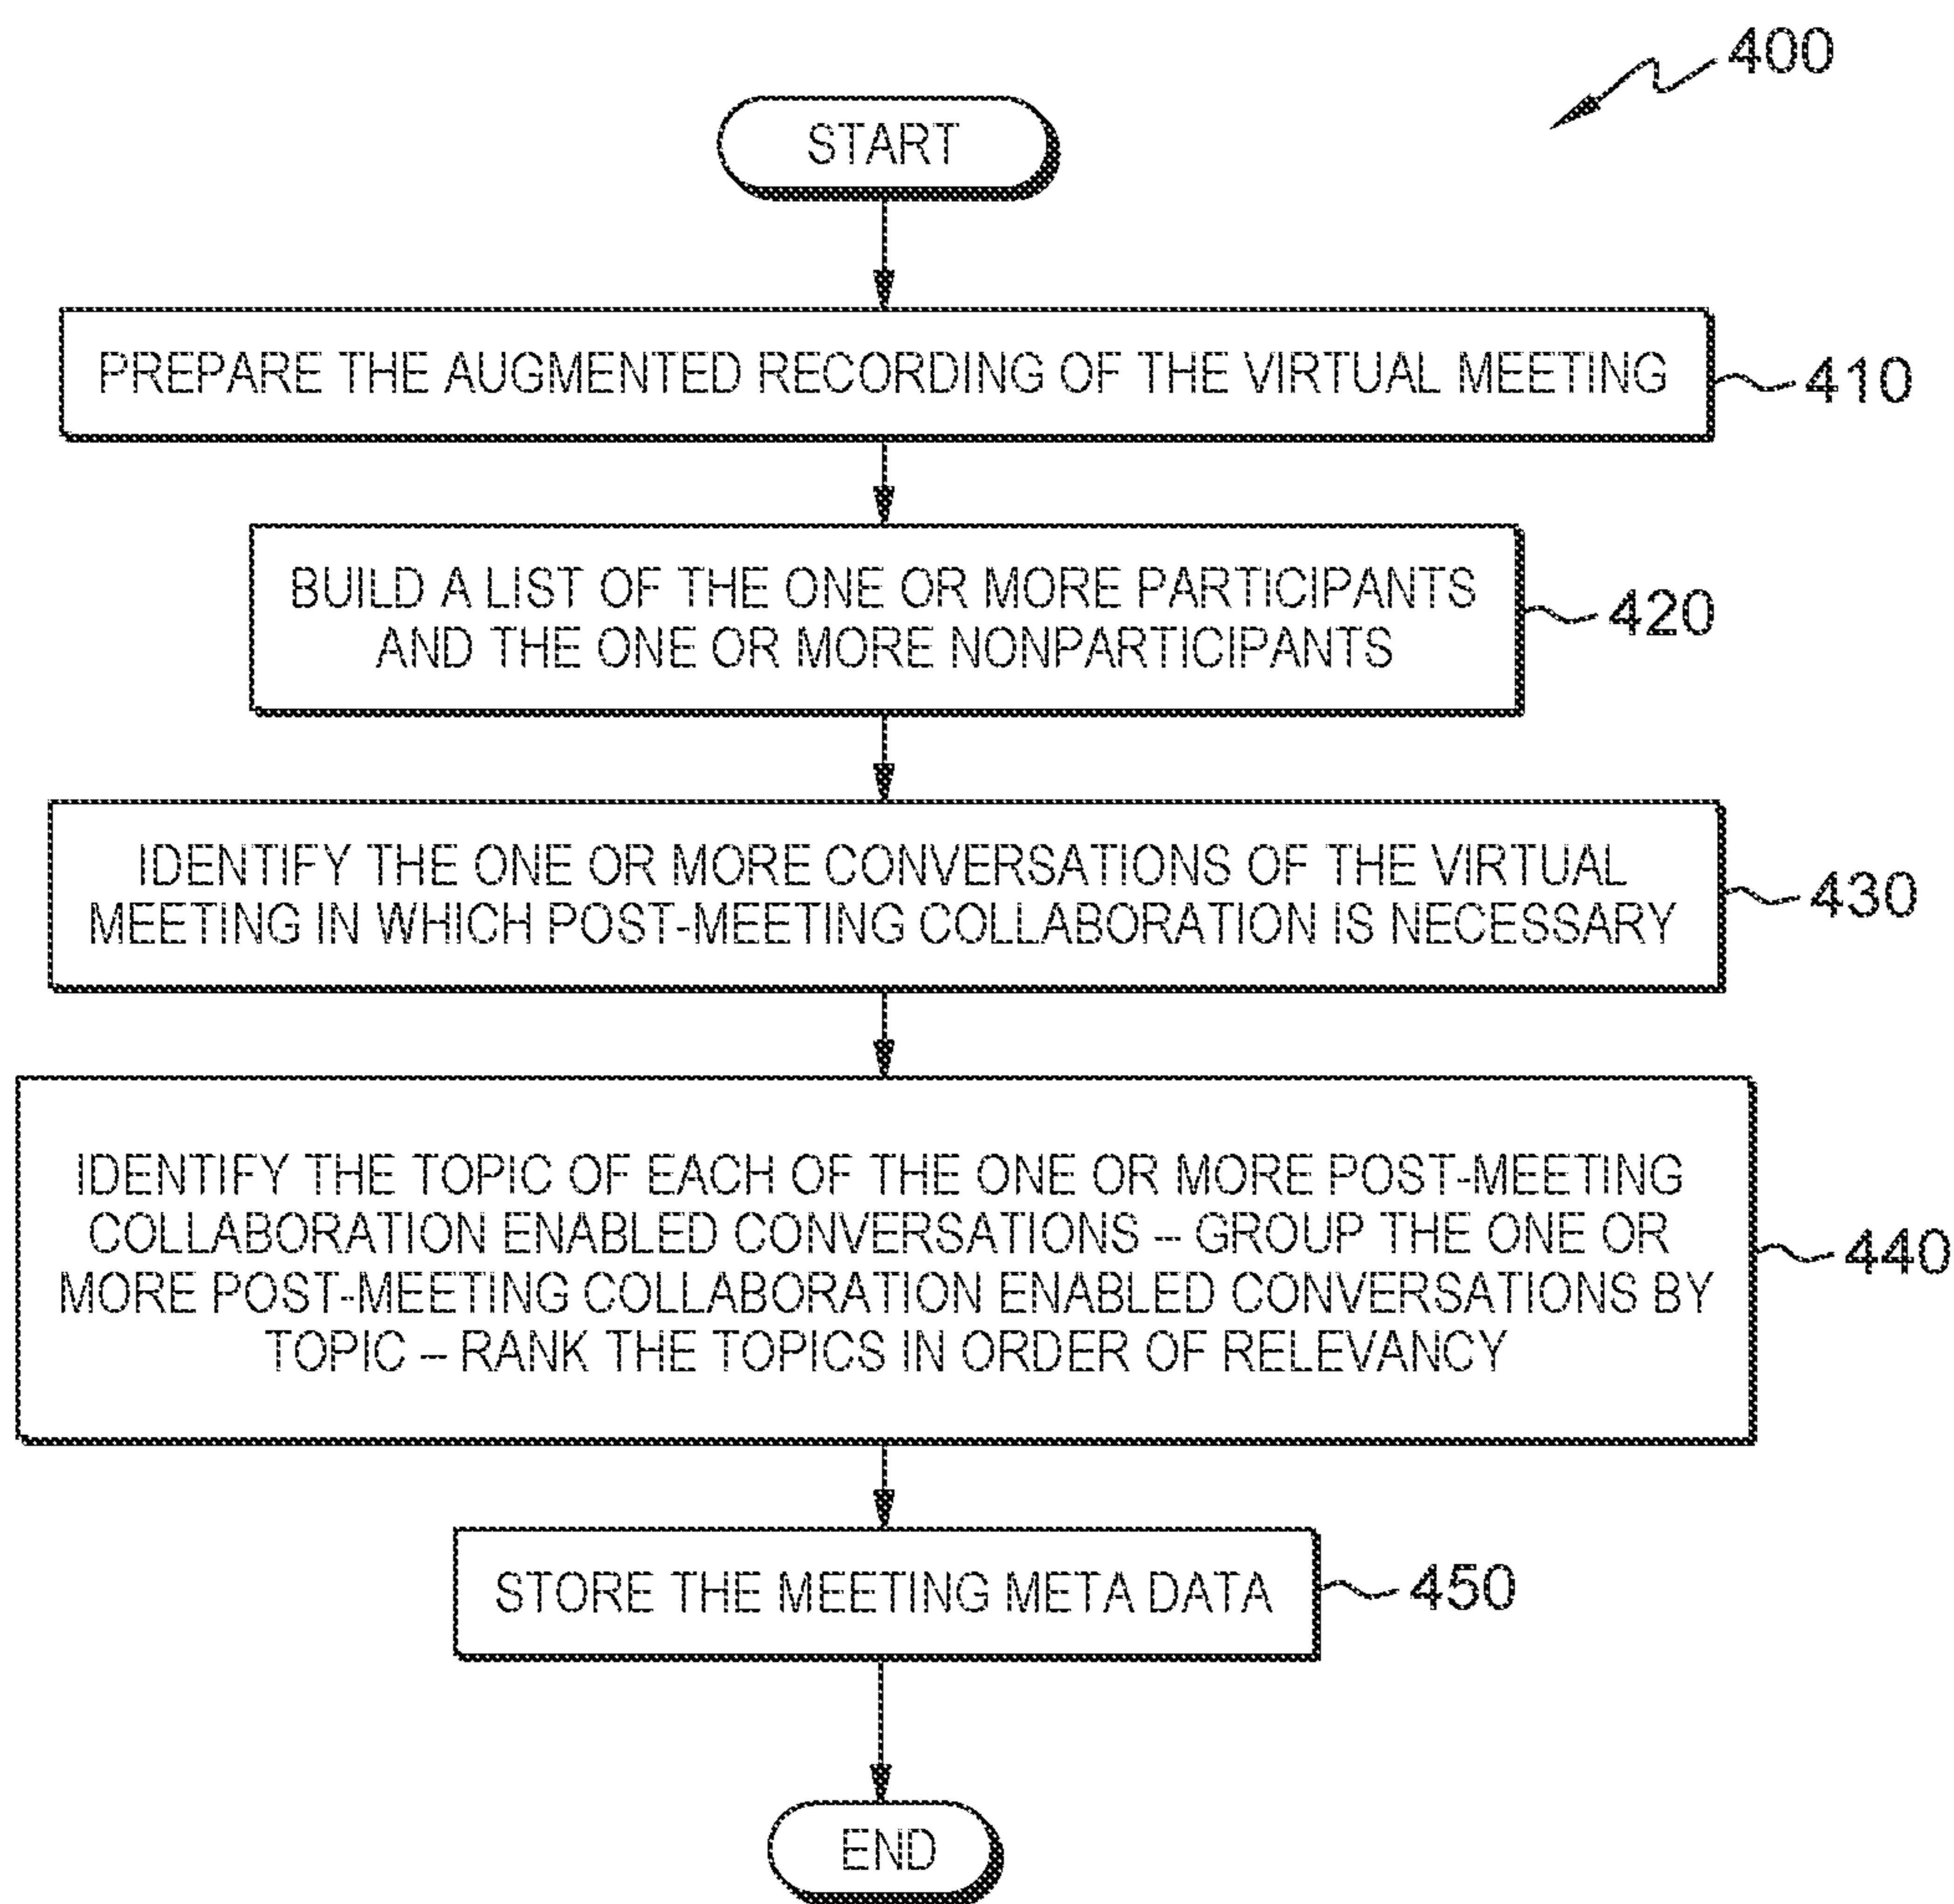 400
START
PREPARE THE AUGMENTED RECORDING OF THE VIRTUAL MEETING
410
BUILD A LIST OF THE ONE OR MORE PARTICIPANTS
AND THE ONE OR MORE NONPARTICIPANTS
420
IDENTIFY THE ONE OR MORE CONVERSATIONS OF THE VIRTUAL
MEETING IN WHICH POST-MEETING COLLABORATION IS NECESSARY
430
IDENTIFY THE TOPIC OF EACH OF THE ONE OR MORE POST-MEETING
COLLABORATION ENABLED CONVERSATIONS -- GROUP THE ONE OR
MORE POST-MEETING COLLABORATION ENABLED CONVERSATIONS BY
TOPIC -- RANK THE TOPICS IN ORDER OF RELEVANCY
440
STORE THE MEETING META DATA
450
END